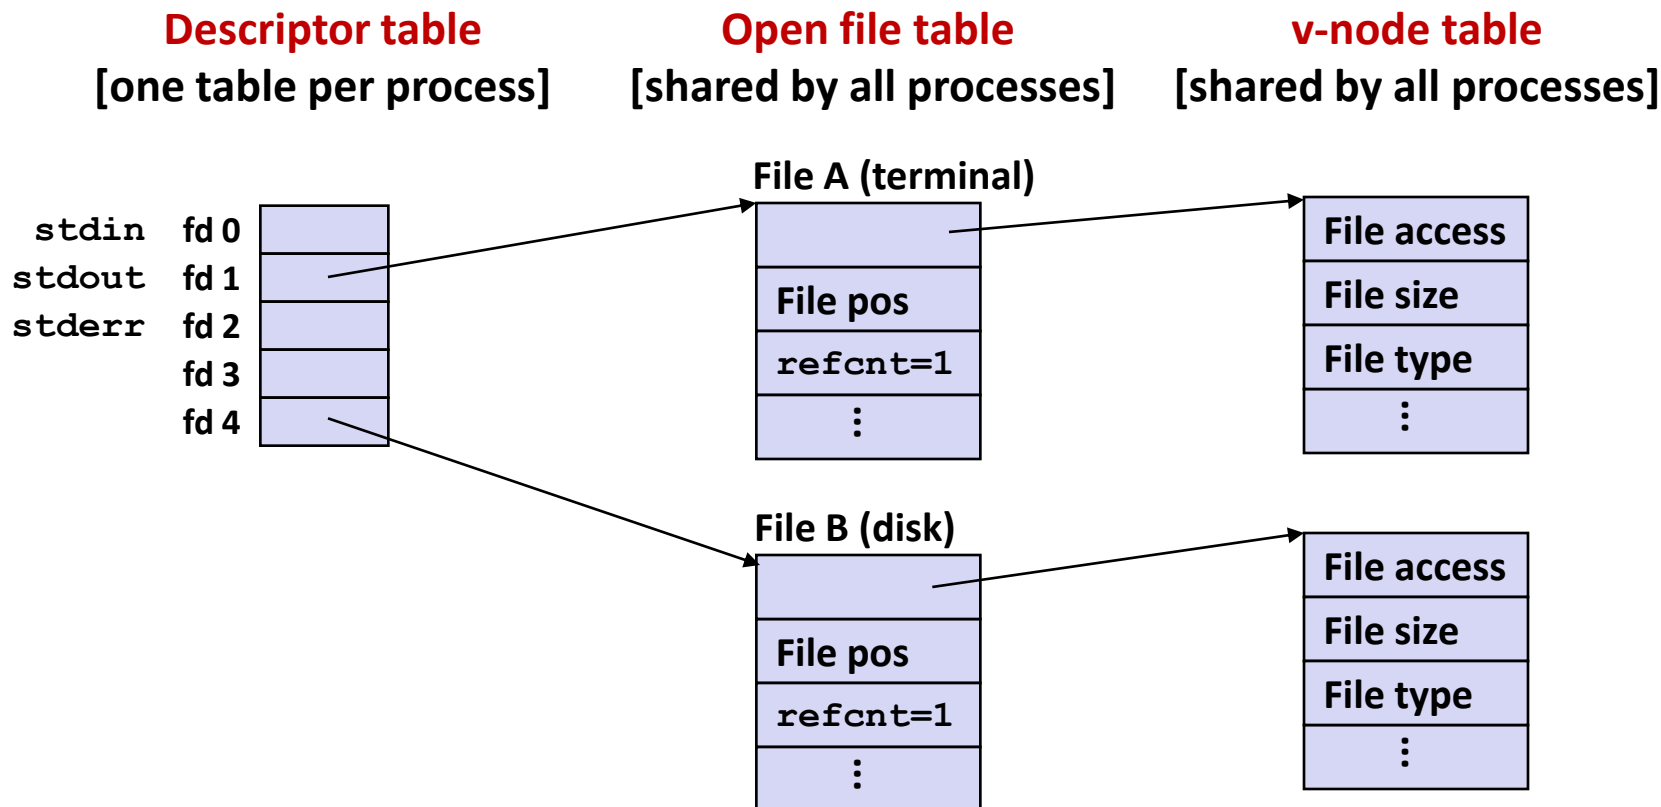 Descriptor table
[one table per process]
Open file table
[shared by all processes]
v-node table
[shared by all processes]
stdin fd 0
stdout fd 1
stderr fd 2
fd 3
fd 4
File A (terminal)
File pos
refcnt=1
⋮
File access
File size
File type
⋮
File B (disk)
File pos
refcnt=1
⋮
File access
File size
File type
⋮